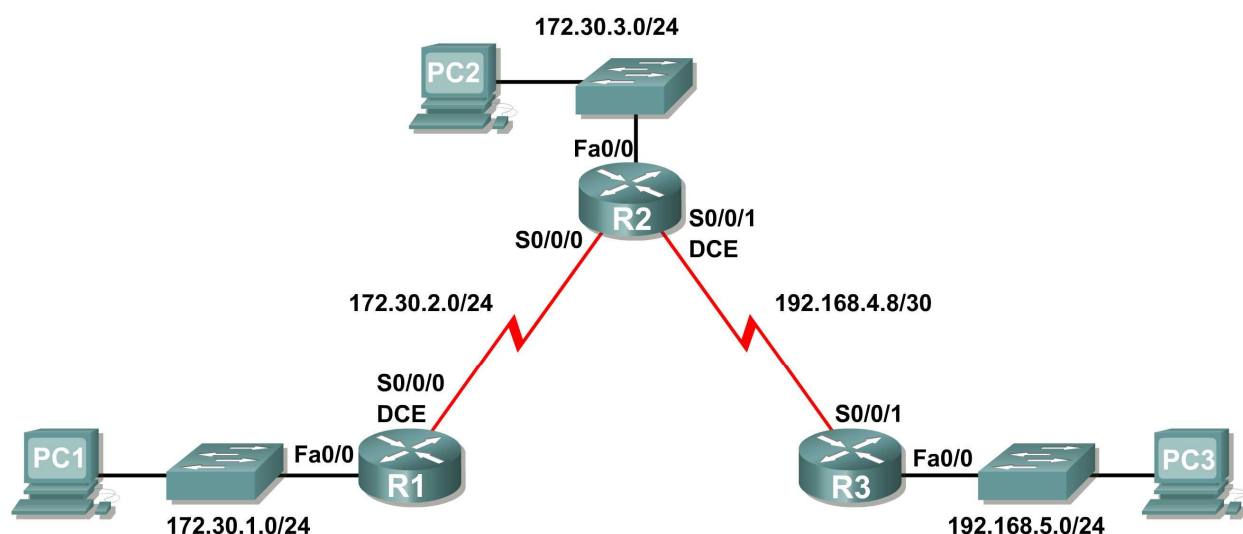 172.30.3.0/24
PC2
Fa0/0
R2
S0/0/0
S0/0/1
DCE
172.30.2.0/24
192.168.4.8/30
S0/0/0
DCE
S0/0/1
PC1
Fa0/0
R1
R3
Fa0/0
PC3
172.30.1.0/24
192.168.5.0/24